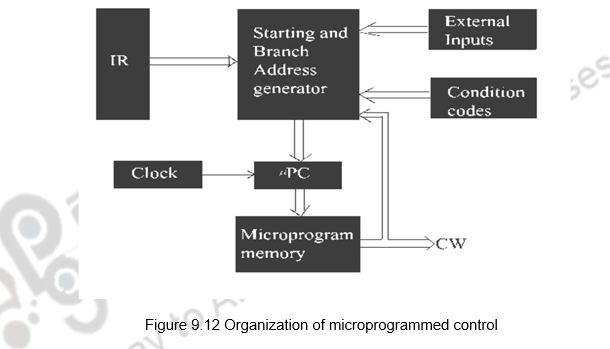 IR
Starting and
Branch
Address
generator
External
Inputs
Condition
codes
Clock
μPC
Microprogram
memory
CW
Figure 9.12 Organization of microprogrammed control